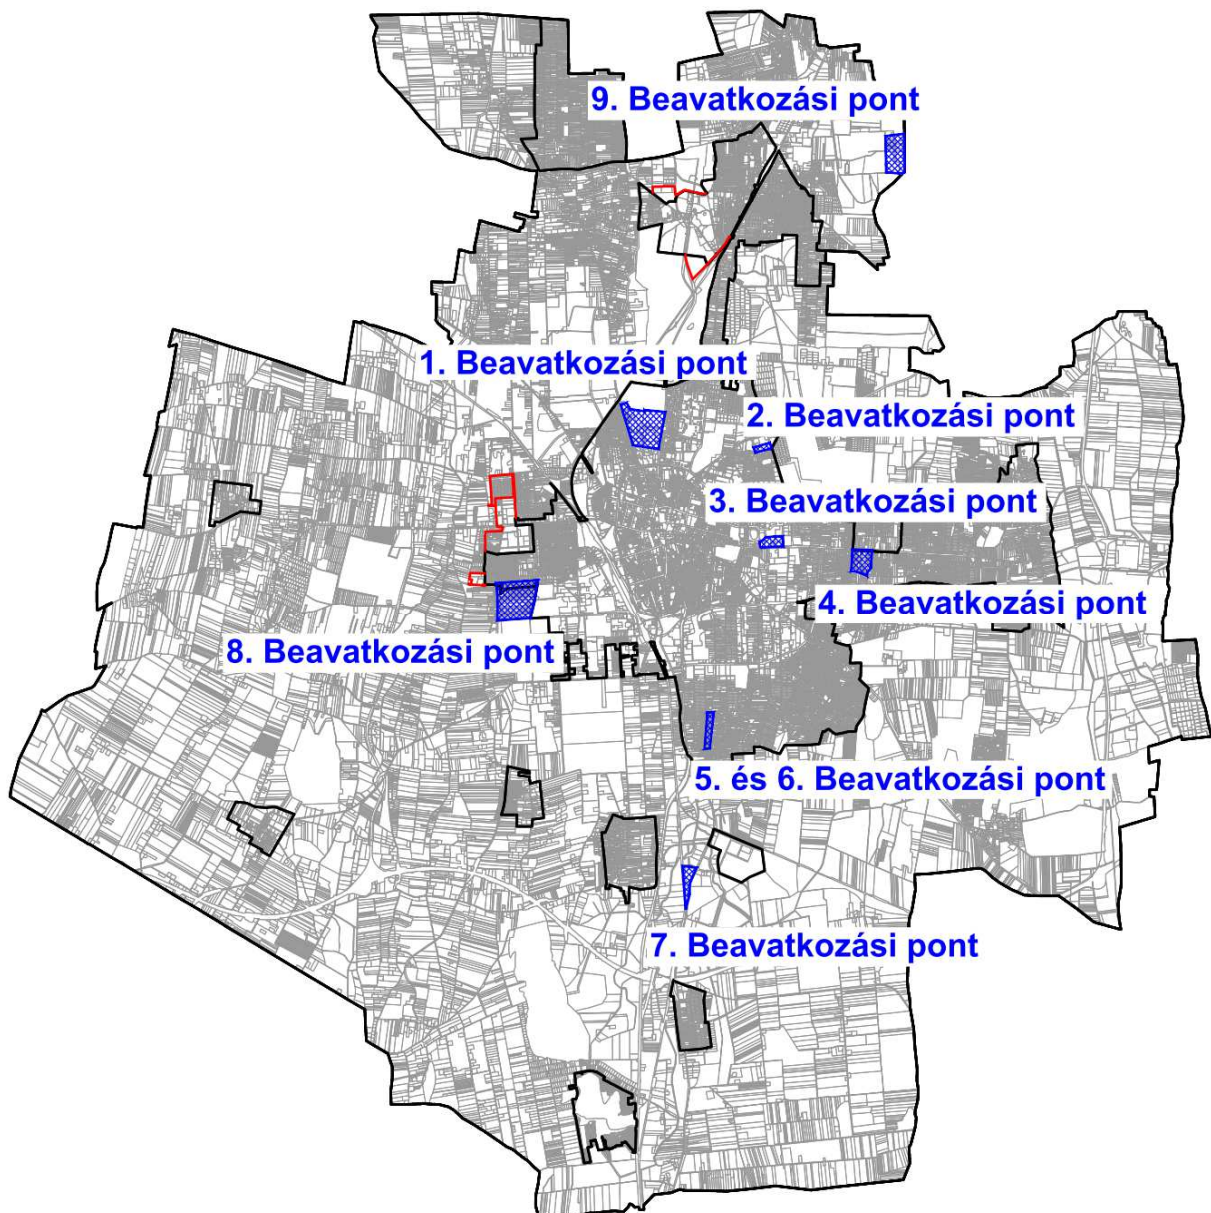 9. Beavatkozási pont
1. Beavatkozási pont
2. Beavatkozási pont
3. Beavatkozási pont
4. Beavatkozási pont
8. Beavatkozási pont
5. és 6. Beavatkozási pont
7. Beavatkozási pont